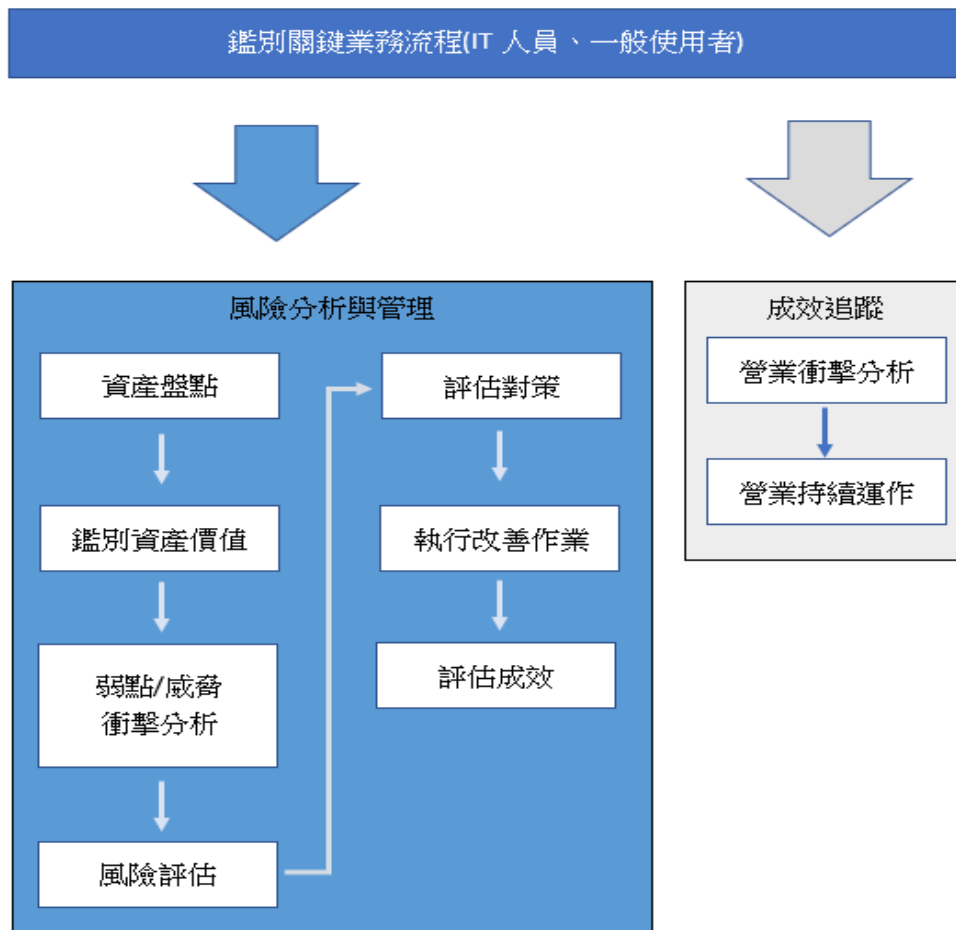 鑑別關鍵業務流程(IT 人員、一般使用者)
風險分析與管理
資產盤點
鑑別資產價值
弱點/威脅
衝擊分析
風險評估
評估對策
執行改善作業
評估成效
成效追蹤
營業衝擊分析
營業持續運作